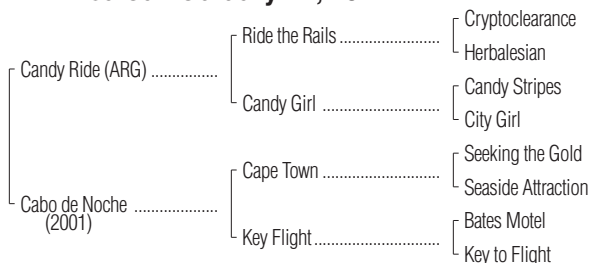 Cryptoclearance
Ride the Rails ........................
Herbalesian
Candy Ride (ARG) ................
Candy Stripes
Candy Girl ............................
City Girl
Seeking the Gold
Cape Town ............................
Seaside Attraction
Cabo de Noche ....................
(2001)
Bates Motel
Key Flight..............................
Key to Flight